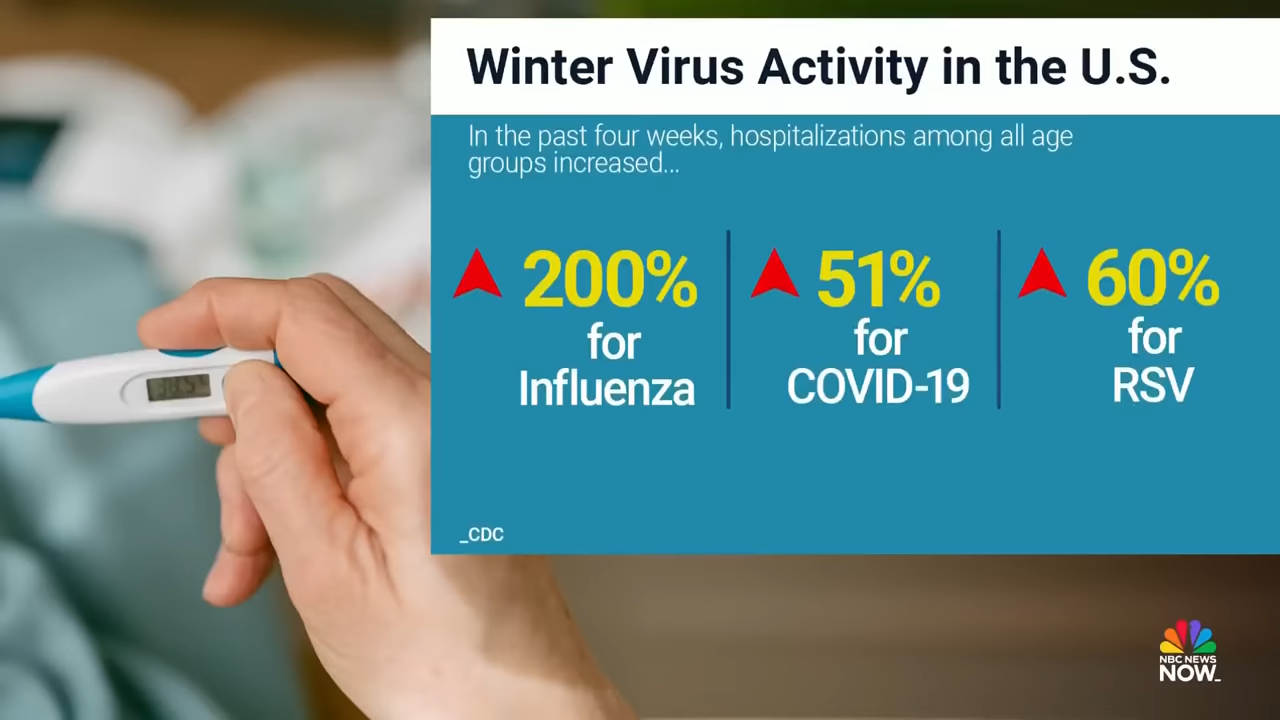 Winter Virus Activity in the U.S.
In the past four weeks, hospitalizations among all age
groups increased...
200%
for
Influenza
51%
for
COVID-19
60%
for
RSV
_CDC
NBC NEWS
NOW_